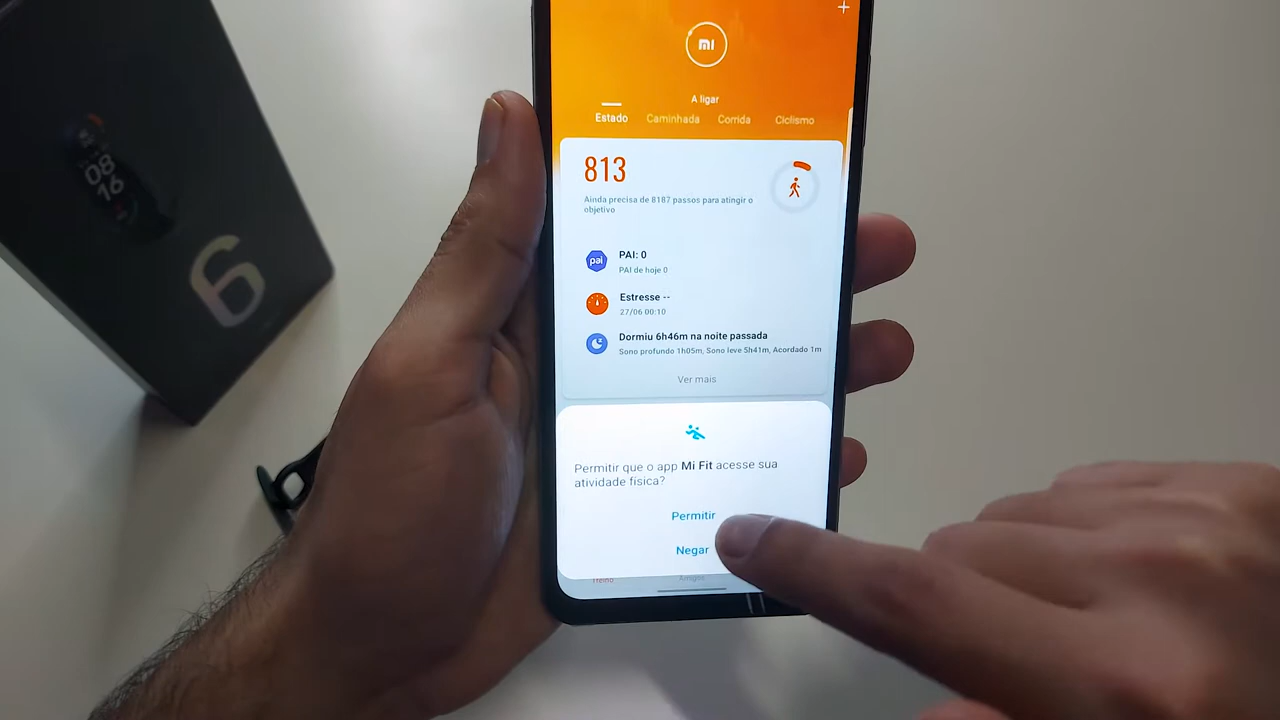 +
mi
A ligar
Estado Caminhada Corrida Ciclismo
813
Ainda precisa de 8187 passos para atingir o
objetivo
pai
PAI: 0
PAI de hoje 0
Estresse --
27/06 00:10
Dormiu 6h46m na noite passada
Sono profundo 1h05m, Sono leve 5h41m, Acordado 1m
Ver mais
Permitir que o app Mi Fit acesse sua
atividade física?
Permitir
Negar
Treino Amigos
08
16
6